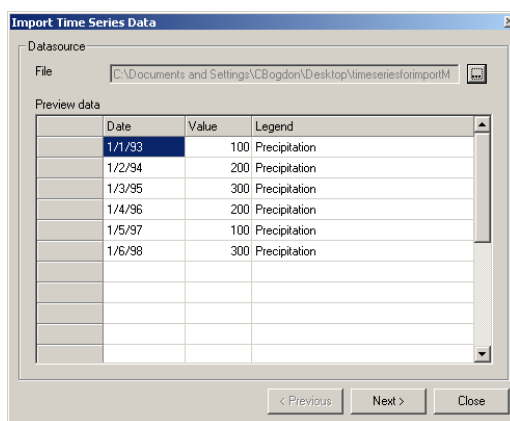 Import Time Series Data
Datasource
File C:\Documents and Settings\CBogdon\Desktop\timeseriesforimportM ...
Preview data
Date Value Legend
1/1/93 100 Precipitation
1/2/94 200 Precipitation
1/3/95 300 Precipitation
1/4/96 200 Precipitation
1/5/97 100 Precipitation
1/6/98 300 Precipitation
< Previous Next > Close